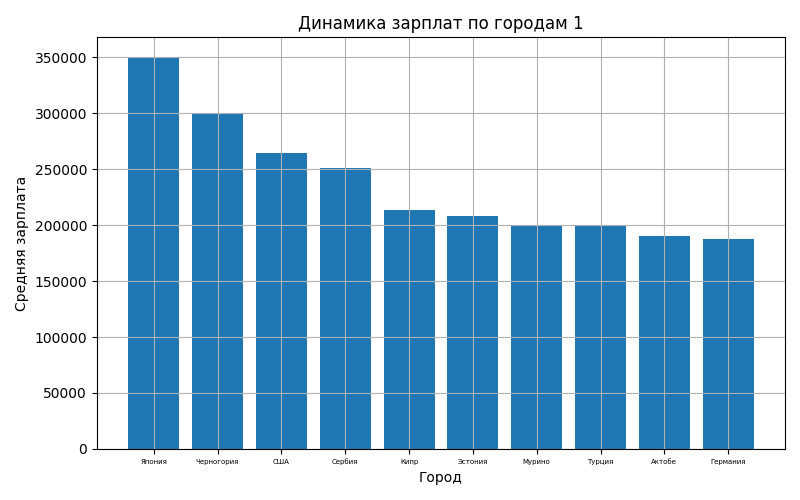 Динамика зарплат по городам 1
Средняя зарплата
350000
300000
250000
200000
150000
100000
50000
0
Япония Черногория США Сербия Кипр Эстония Мурино Турция Актобе Германия
Город